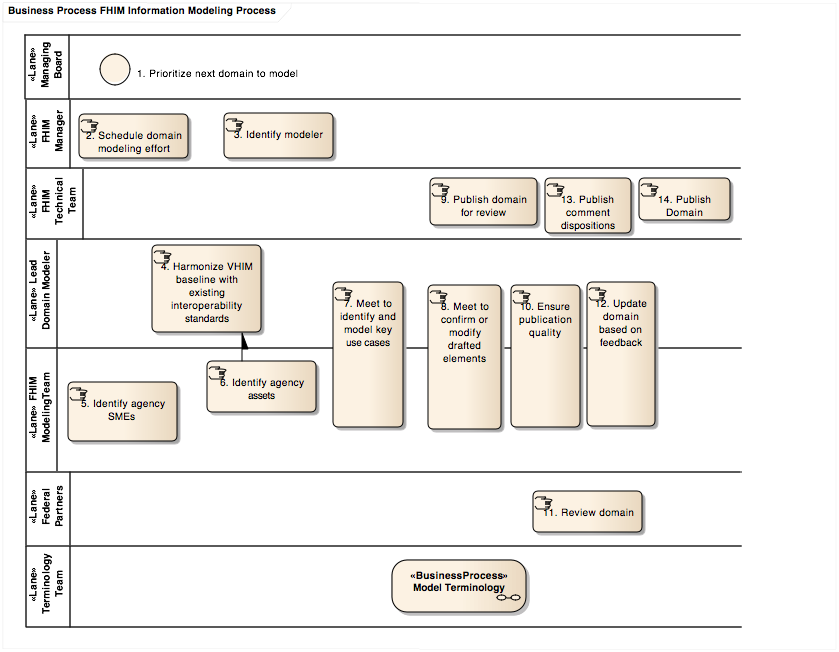 Business Process FHIM Information Modeling Process
«Lane»
Managing
Board
1. Prioritize next domain to model
«Lane»
FHIM
Manager
2. Schedule domain
modeling effort
3. Identify modeler
«Lane»
FHIM
Technical
Team
9. Publish domain
for review
13. Publish
comment
dispositions
14. Publish
Domain
«Lane» Lead
Domain Modeler
4. Harmonize VHIM
baseline with
existing
interoperability
standards
7. Meet to
identify and
model key
use cases
8. Meet to
confirm or
modify
drafted
elements
10. Ensure
publication
quality
12. Update
domain
based on
feedback
«Lane» FHIM
ModelingTeam
5. Identify agency
SMEs
6. Identify agency
assets
«Lane»
Federal
Partners
11. Review domain
«Lane»
Terminology
Team
«BusinessProcess»
Model Terminology